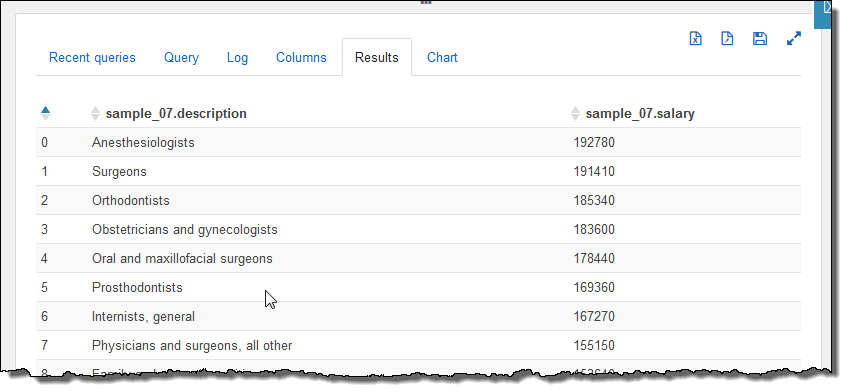 Recent queries Query Log Columns Results Chart
sample_07.description sample_07.salary
0 Anesthesiologists 192780
1 Surgeons 191410
2 Orthodontists 185340
3 Obstetricians and gynecologists 183600
4 Oral and maxillofacial surgeons 178440
5 Prosthodontists 169360
6 Internists, general 167270
7 Physicians and surgeons, all other 155150
8